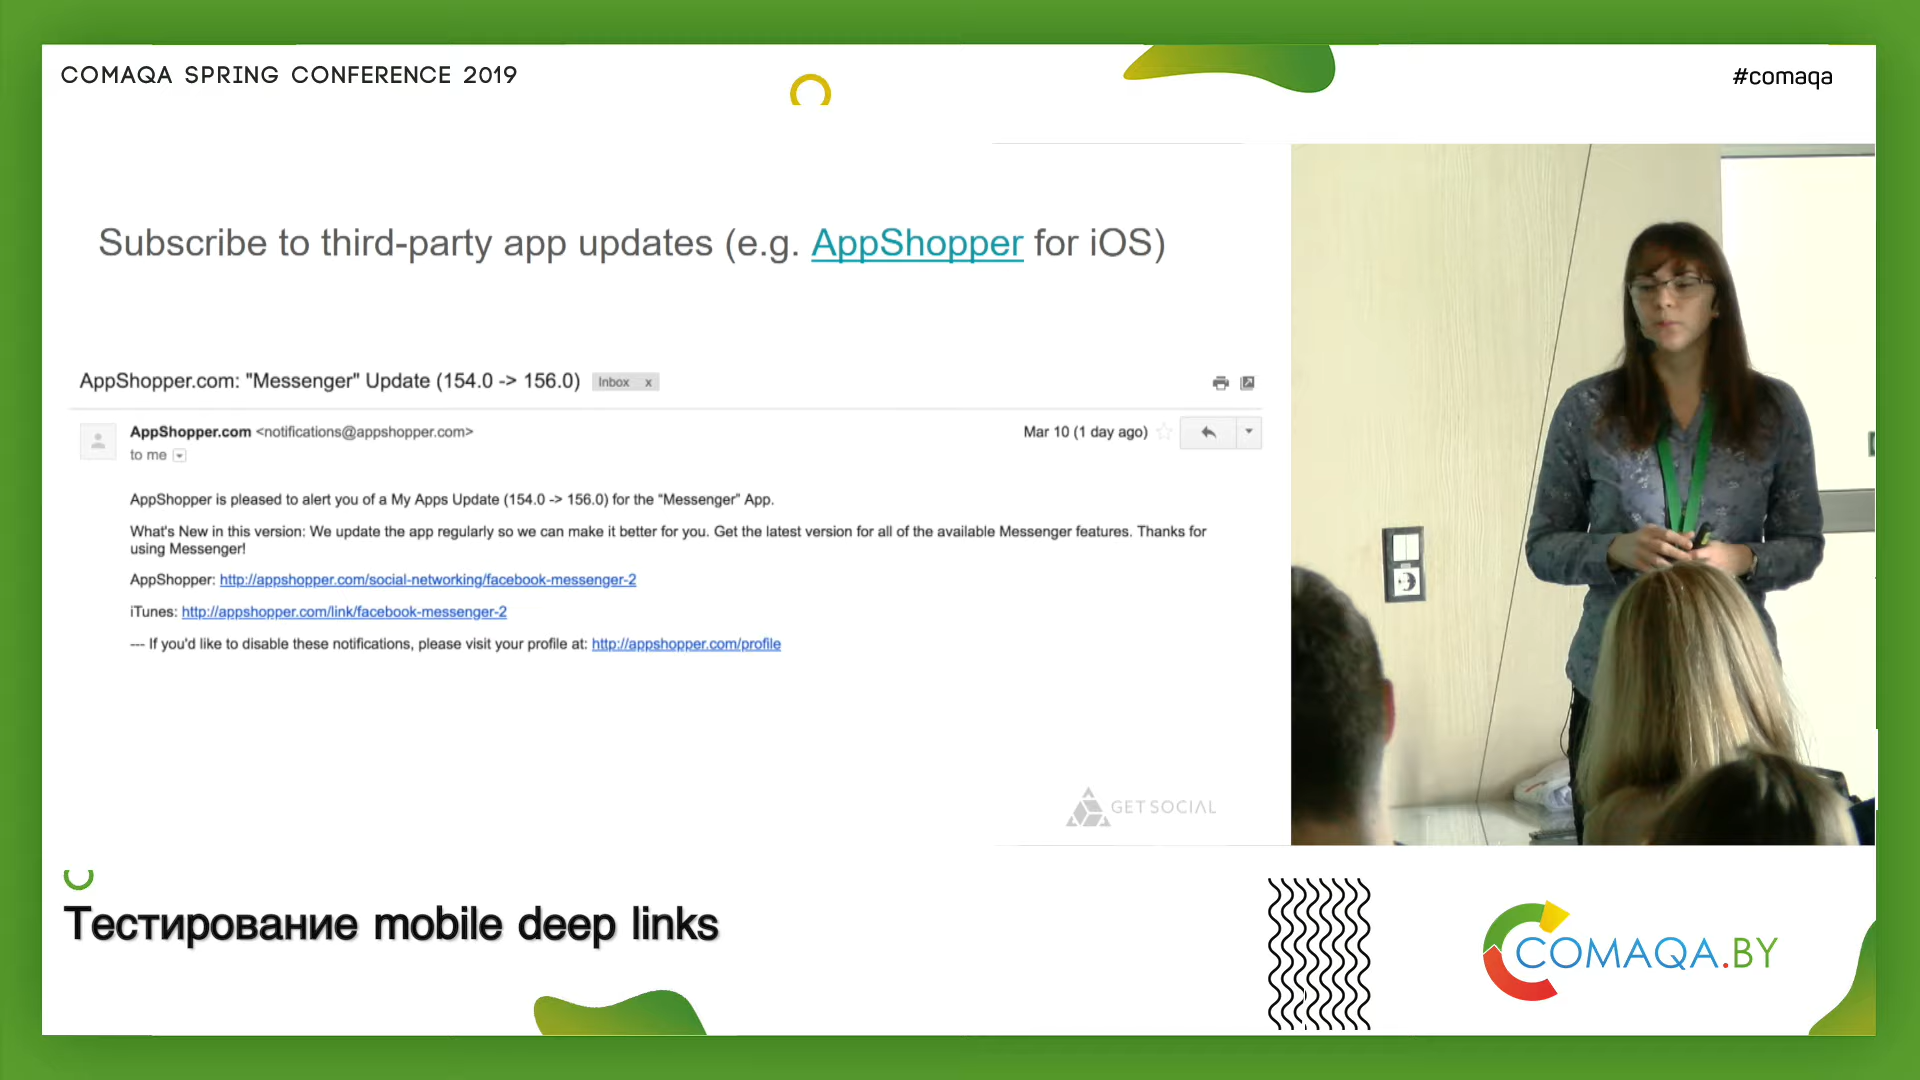 COMAQA SPRING CONFERENCE 2019
#comaqa
Subscribe to third-party app updates (e.g. AppShopper for iOS)
AppShopper.com: "Messenger" Update (154.0 -> 156.0) Inbox x
AppShopper.com <notifications@appshopper.com>
Mar 10 (1 day ago)
to me
AppShopper is pleased to alert you of a My Apps Update (154.0 -> 156.0) for the "Messenger" App.
What's New in this version: We update the app regularly so we can make it better for you. Get the latest version for all of the available Messenger features. Thanks for
using Messenger!
AppShopper: http://appshopper.com/social-networking/facebook-messenger-2
iTunes: http://appshopper.com/link/facebook-messenger-2
--- If you'd like to disable these notifications, please visit your profile at: http://appshopper.com/profile
GETSOCIAL
Тестирование mobile deep links
COMAQA.BY